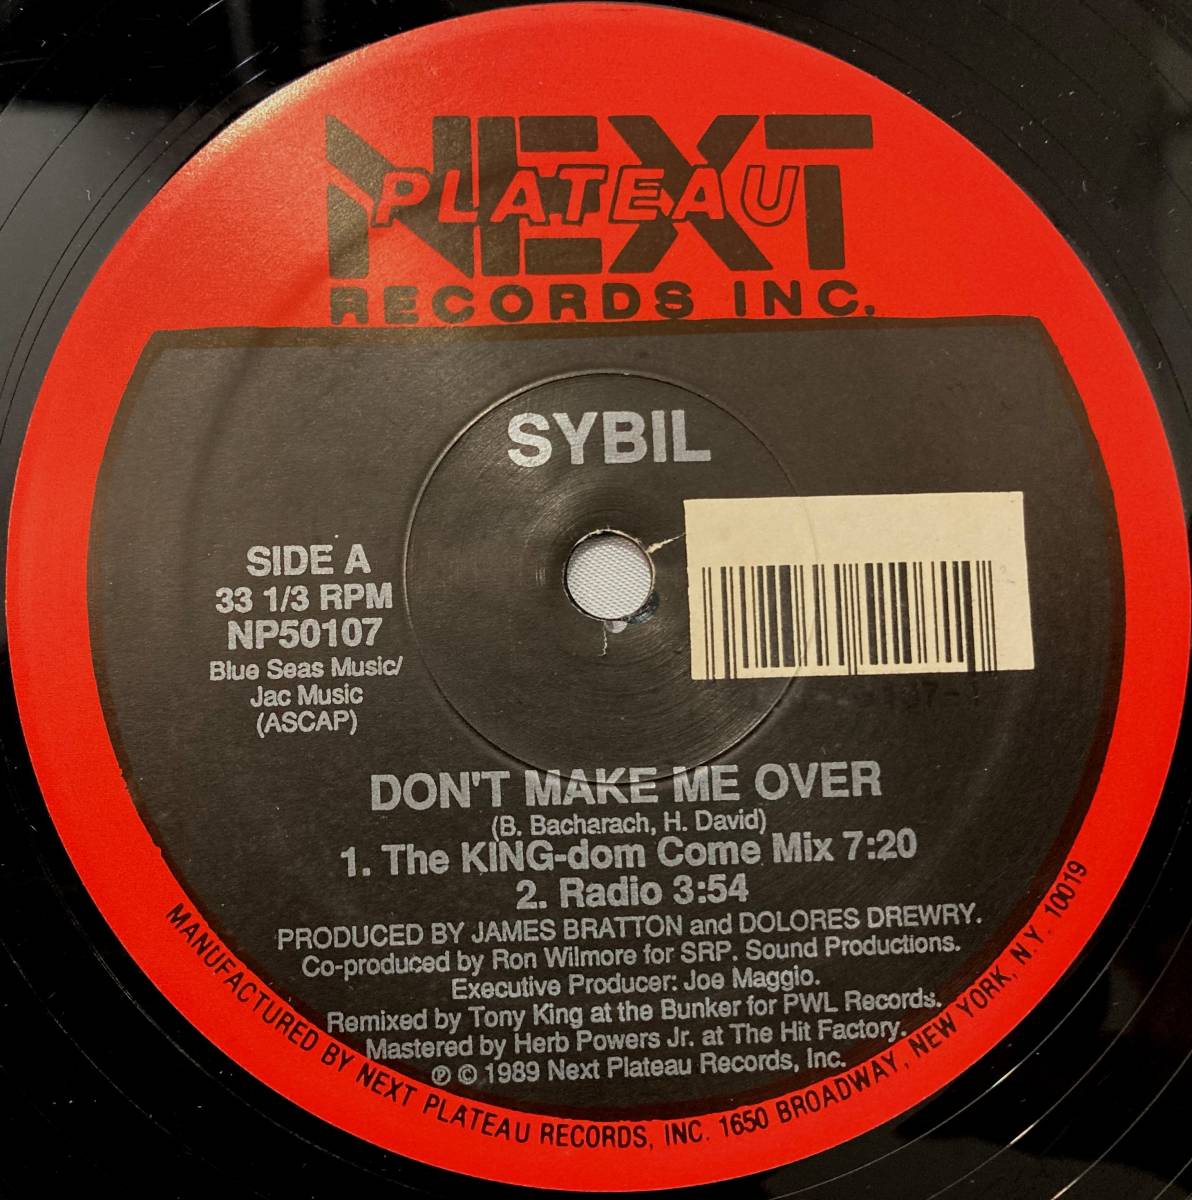 NEXT
PLATEAU
RECORDS INC.
SYBIL
SIDE A
33 1/3 RPM
NP50107
Blue Seas Music/
Jac Music
(ASCAP)
DON'T MAKE ME OVER
(B. Bacharach, H. David)
1. The KING-dom Come Mix 7:20
2. Radio 3:54
PRODUCED BY JAMES BRATTON and DOLORES DREWRY.
Co-produced by Ron Wilmore for SRP. Sound Productions.
Executive Producer: Joe Maggio.
Remixed by Tony King at the Bunker for PWL Records.
Mastered by Herb Powers Jr. at The Hit Factory.
℗ © 1989 Next Plateau Records, Inc.
MANUFACTURED BY NEXT PLATEAU RECORDS, INC. 1650 BROADWAY, NEW YORK, N.Y. 10019